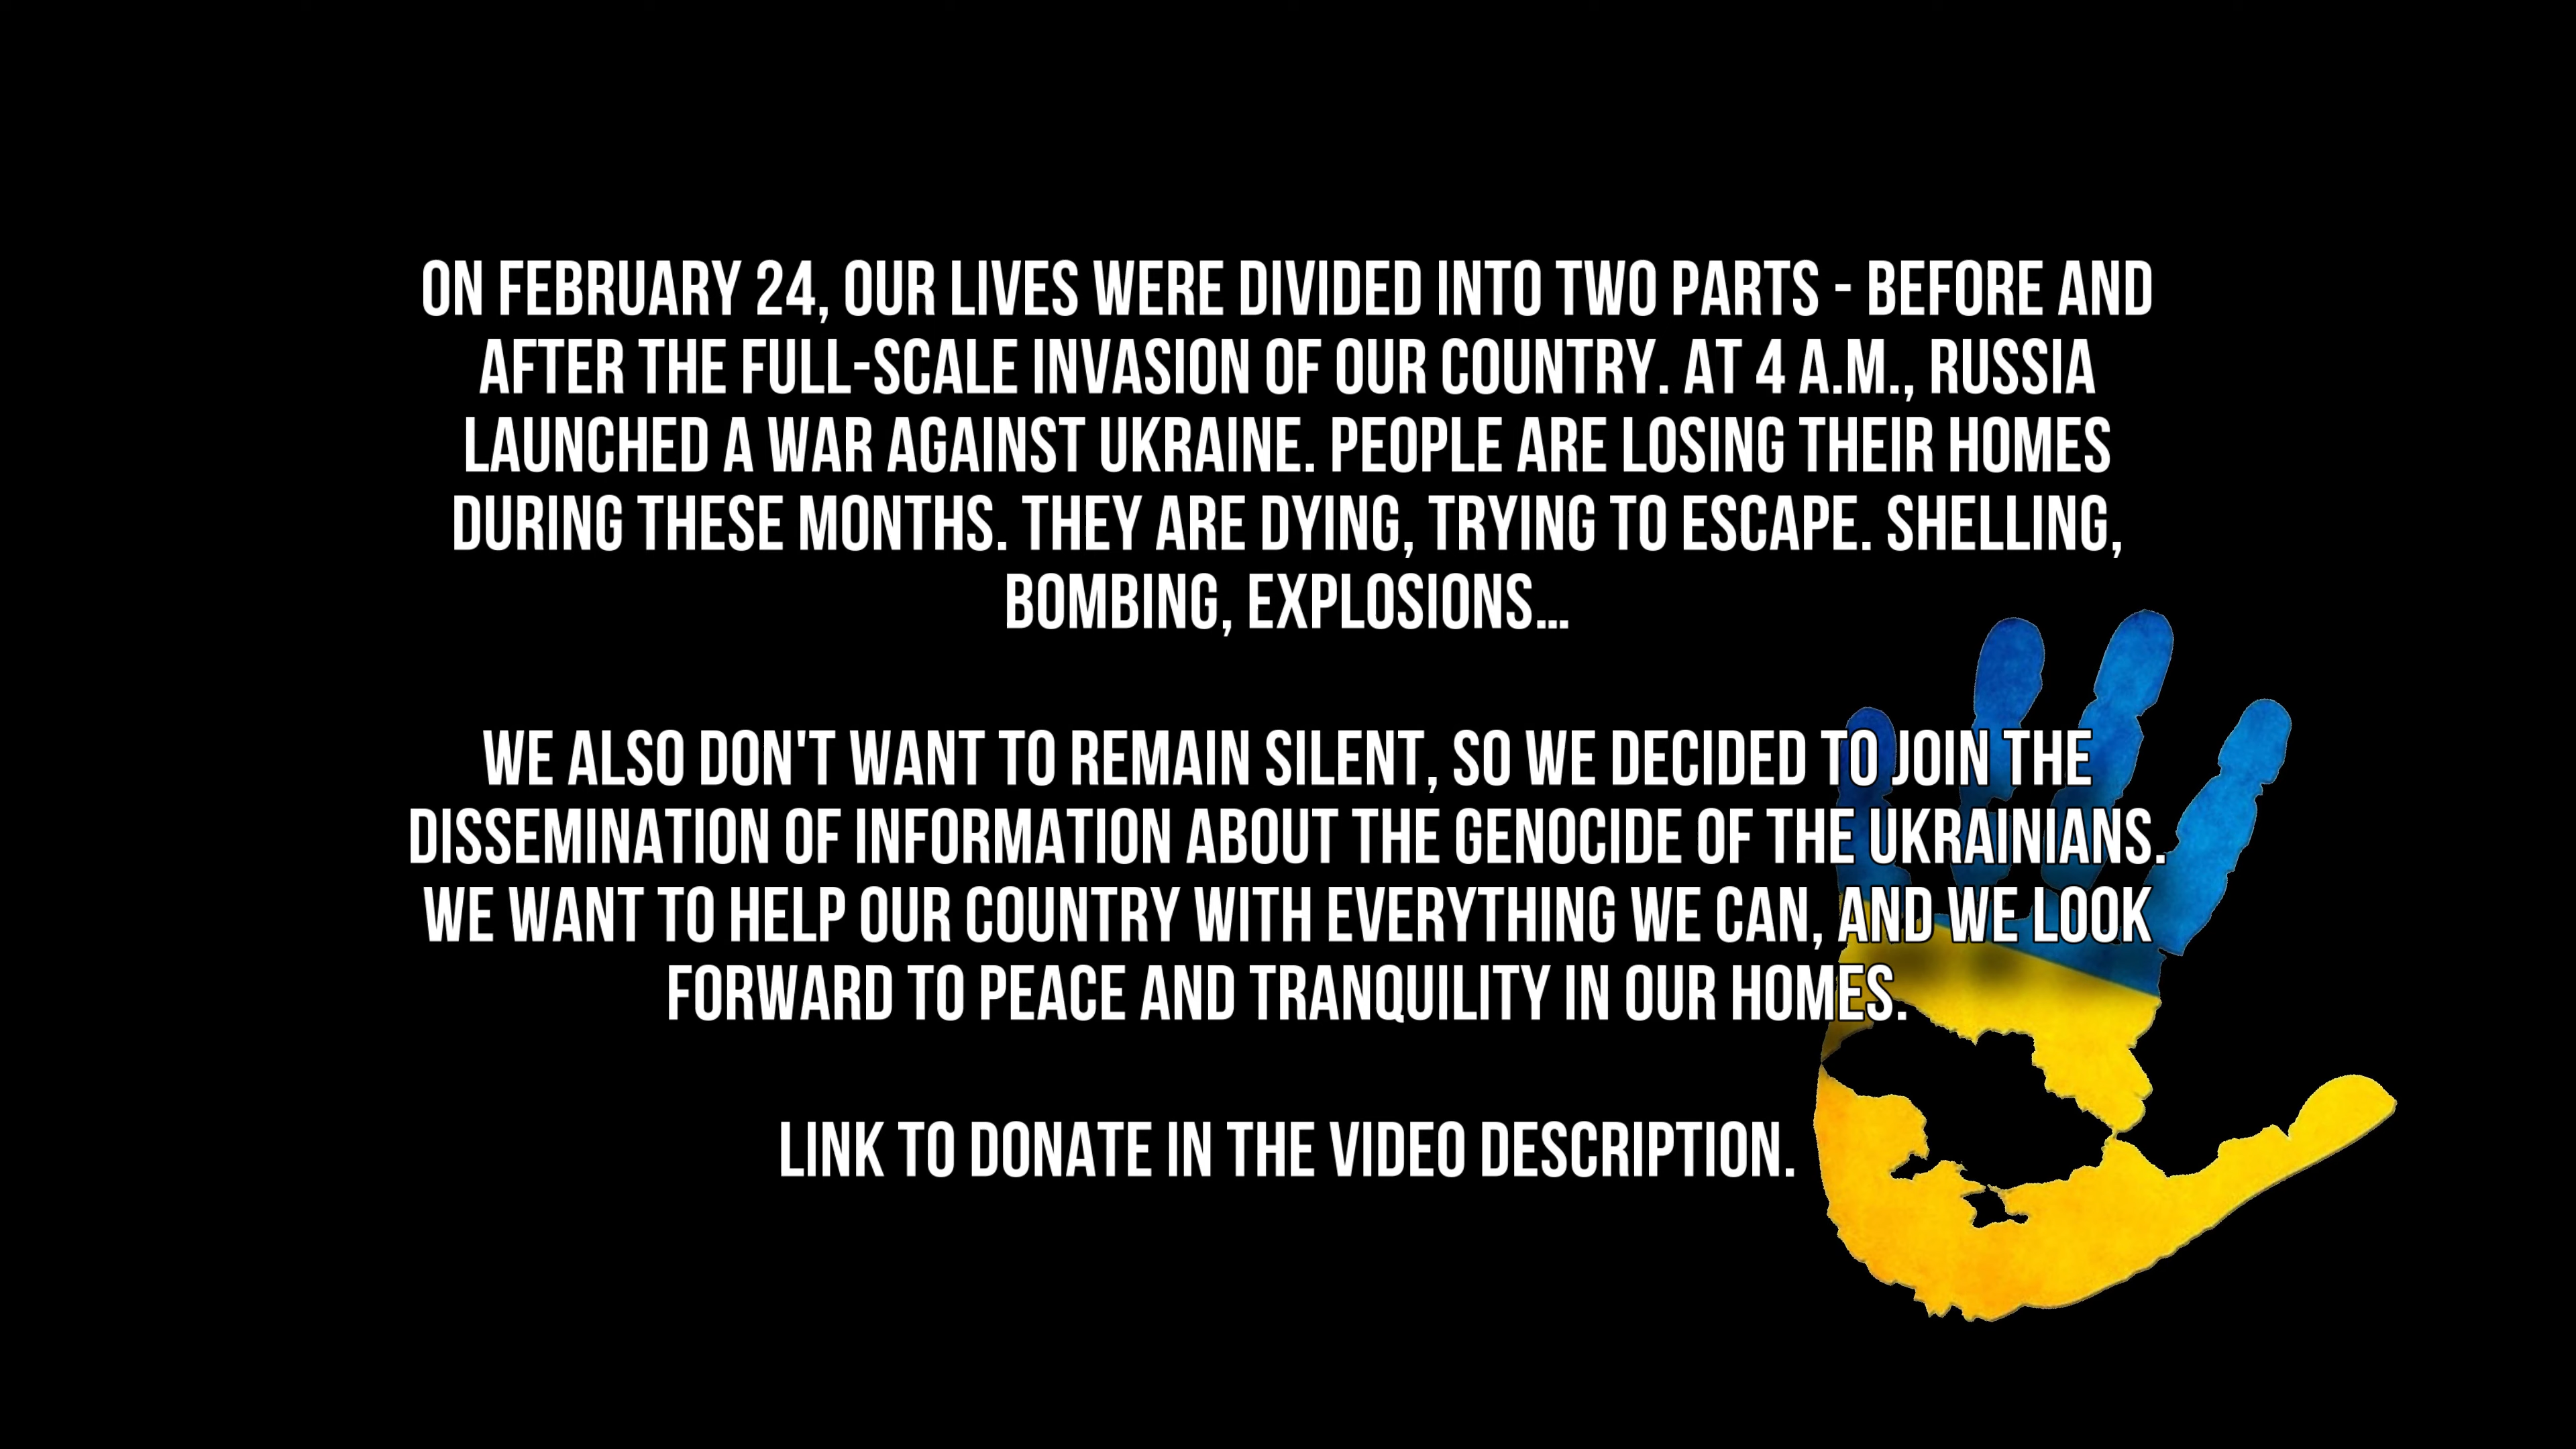 ON FEBRUARY 24, OUR LIVES WERE DIVIDED INTO TWO PARTS - BEFORE AND
AFTER THE FULL-SCALE INVASION OF OUR COUNTRY. AT 4 A.M., RUSSIA
LAUNCHED A WAR AGAINST UKRAINE. PEOPLE ARE LOSING THEIR HOMES
DURING THESE MONTHS. THEY ARE DYING, TRYING TO ESCAPE. SHELLING,
BOMBING, EXPLOSIONS...
WE ALSO DON'T WANT TO REMAIN SILENT, SO WE DECIDED TO JOIN THE
DISSEMINATION OF INFORMATION ABOUT THE GENOCIDE OF THE UKRAINIANS.
WE WANT TO HELP OUR COUNTRY WITH EVERYTHING WE CAN, AND WE LOOK
FORWARD TO PEACE AND TRANQUILITY IN OUR HOMES.
LINK TO DONATE IN THE VIDEO DESCRIPTION.